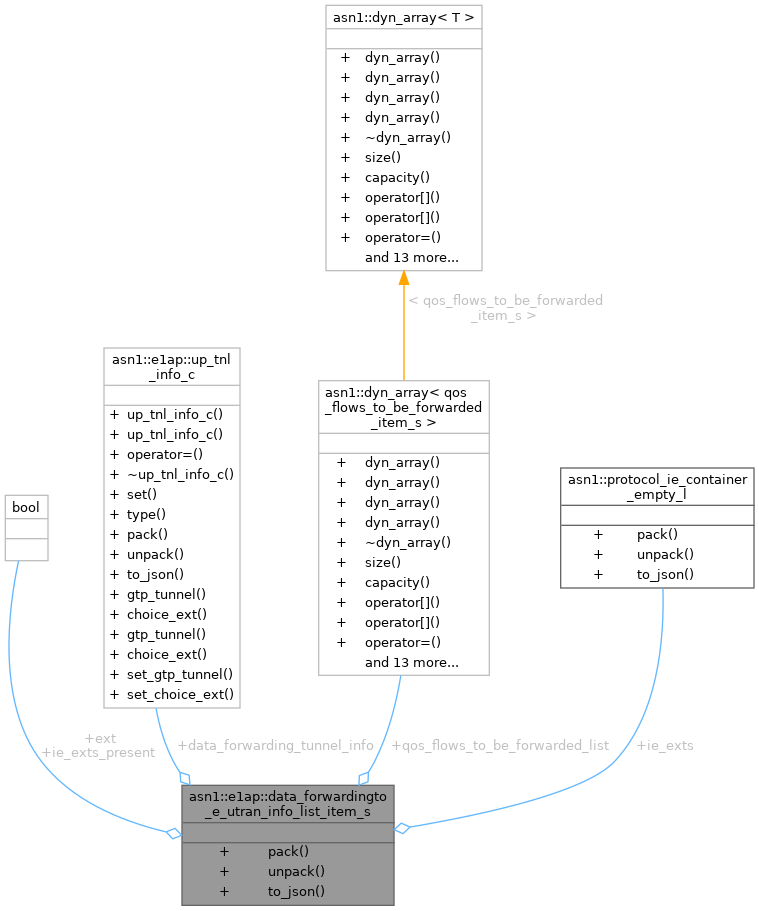 asn1::dyn_array< T >
+ dyn_array()
+ dyn_array()
+ dyn_array()
+ dyn_array()
+ ~dyn_array()
+ size()
+ capacity()
+ operator[]()
+ operator[]()
+ operator=()
and 13 more...
< qos_flows_to_be_forwarded
_item_s >
asn1::e1ap::up_tnl
_info_c
+ up_tnl_info_c()
+ up_tnl_info_c()
+ operator=()
+ ~up_tnl_info_c()
+ set()
+ type()
+ pack()
+ unpack()
+ to_json()
+ gtp_tunnel()
+ choice_ext()
+ gtp_tunnel()
+ choice_ext()
+ set_gtp_tunnel()
+ set_choice_ext()
asn1::dyn_array< qos
_flows_to_be_forwarded
_item_s >
+ dyn_array()
+ dyn_array()
+ dyn_array()
+ dyn_array()
+ ~dyn_array()
+ size()
+ capacity()
+ operator[]()
+ operator[]()
+ operator=()
and 13 more...
asn1::protocol_ie_container
_empty_l
+ pack()
+ unpack()
+ to_json()
bool
+ext
+ie_exts_present
+data_forwarding_tunnel_info
+qos_flows_to_be_forwarded_list
+ie_exts
asn1::e1ap::data_forwardingto
_e_utran_info_list_item_s
+ pack()
+ unpack()
+ to_json()